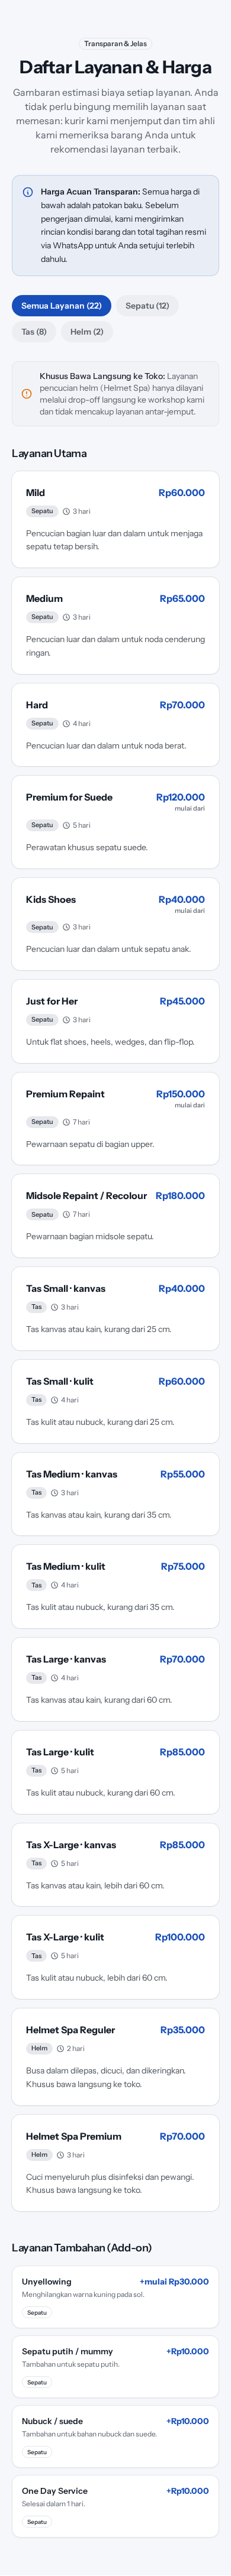 Transparan & Jelas
Daftar Layanan & Harga
Gambaran estimasi biaya setiap layanan dan treatment. Anda
tidak perlu bingung memilih layanan saat
memesan: kurir kami menjemput dan tim ahli
kami memeriksa barang Anda untuk
rekomendasi layanan terbaik.
Harga Acuan Transparan: Semua harga di
bawah adalah patokan baku. Sebelum
pengerjaan dimulai, kami mengirimkan
rincian kondisi barang dan total tagihan resmi
via WhatsApp untuk Anda setujui terlebih
dahulu.
Semua Layanan (22)
Sepatu (12)
Tas (8)
Helm (2)
Khusus Bawa Langsung ke Toko: Layanan
pencucian helm (Helmet Spa) hanya dilayani
melalui drop-off langsung ke workshop kami
dan tidak mencakup layanan antar-jemput.
Layanan Utama
Mild
Rp60.000
Sepatu
3 hari
Pencucian bagian luar dan dalam untuk menjaga
sepatu tetap bersih.
Medium
Rp65.000
Sepatu
3 hari
Pencucian luar dan dalam untuk noda cenderung
ringan.
Hard
Rp70.000
Sepatu
4 hari
Pencucian luar dan dalam untuk noda berat.
Premium for Suede
Rp120.000
mulai dari
Sepatu
5 hari
Perawatan khusus sepatu suede.
Kids Shoes
Rp40.000
mulai dari
Sepatu
3 hari
Pencucian luar dan dalam untuk sepatu anak.
Just for Her
Rp45.000
Sepatu
3 hari
Untuk flat shoes, heels, wedges, dan flip-flop.
Premium Repaint
Rp150.000
mulai dari
Sepatu
7 hari
Pewarnaan sepatu di bagian upper.
Midsole Repaint / Recolour
Rp180.000
Sepatu
7 hari
Pewarnaan bagian midsole sepatu.
Tas Small · kanvas
Rp40.000
Tas
3 hari
Tas kanvas atau kain, kurang dari 25 cm.
Tas Small · kulit
Rp60.000
Tas
4 hari
Tas kulit atau nubuck, kurang dari 25 cm.
Tas Medium · kanvas
Rp55.000
Tas
3 hari
Tas kanvas atau kain, kurang dari 35 cm.
Tas Medium · kulit
Rp75.000
Tas
4 hari
Tas kulit atau nubuck, kurang dari 35 cm.
Tas Large · kanvas
Rp70.000
Tas
4 hari
Tas kanvas atau kain, kurang dari 60 cm.
Tas Large · kulit
Rp85.000
Tas
5 hari
Tas kulit atau nubuck, kurang dari 60 cm.
Tas X-Large · kanvas
Rp85.000
Tas
5 hari
Tas kanvas atau kain, lebih dari 60 cm.
Tas X-Large · kulit
Rp100.000
Tas
5 hari
Tas kulit atau nubuck, lebih dari 60 cm.
Helmet Spa Reguler
Rp35.000
Helm
2 hari
Busa dalam dilepas, dicuci, dan dikeringkan.
Khusus bawa langsung ke toko.
Helmet Spa Premium
Rp70.000
Helm
3 hari
Cuci menyeluruh plus disinfeksi dan pewangi.
Khusus bawa langsung ke toko.
Layanan Tambahan (Add-on)
Unyellowing
+mulai Rp30.000
Menghilangkan warna kuning pada sol.
Sepatu
Sepatu putih / mummy
+Rp10.000
Tambahan untuk sepatu putih.
Sepatu
Nubuck / suede
+Rp10.000
Tambahan untuk bahan nubuck dan suede.
Sepatu
One Day Service
+Rp10.000
Selesai dalam 1 hari.
Sepatu